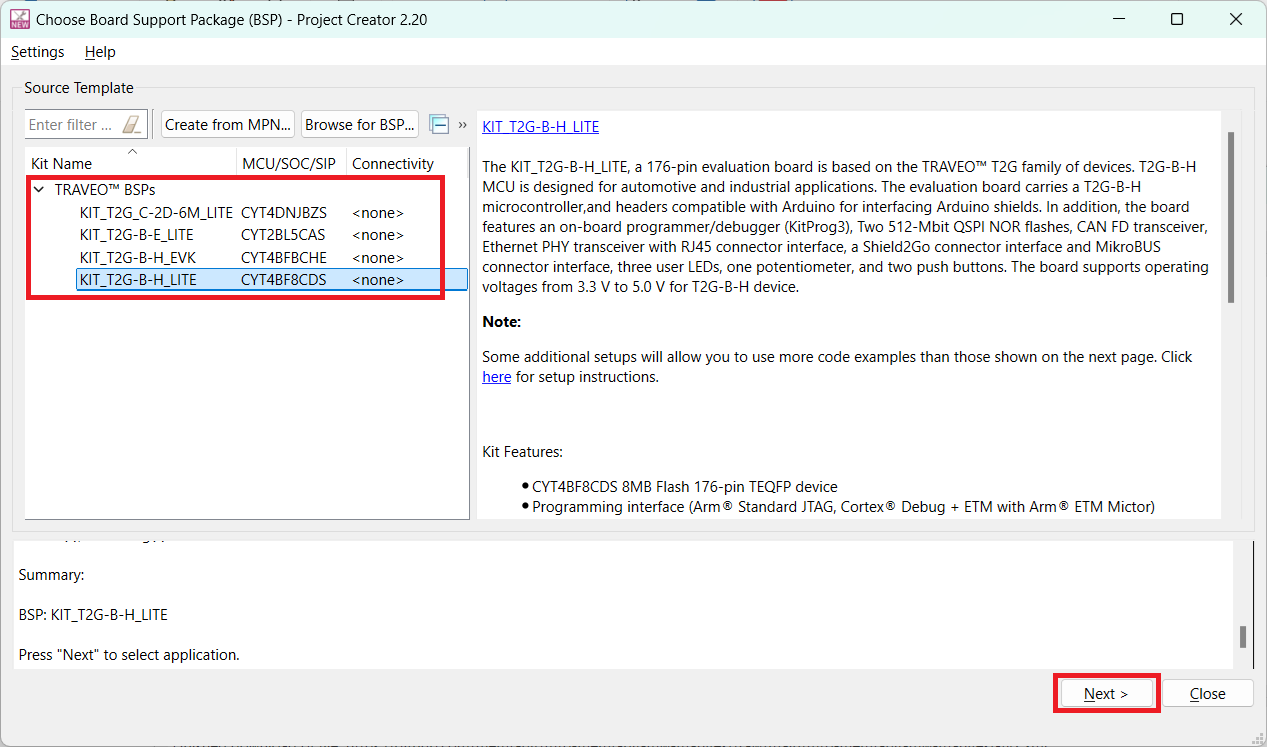 NEW
Choose Board Support Package (BSP) - Project Creator 2.20
Settings Help
Source Template
Enter filter ...
Create from MPN...
Browse for BSP...
»
Kit Name MCU/SOC/SIP Connectivity
TRAVEO™ BSPs
KIT_T2G_C-2D-6M_LITE CYT4DNJBZS <none>
KIT_T2G-B-E_LITE CYT2BL5CAS <none>
KIT_T2G-B-H_EVK CYT4BFBCHE <none>
KIT_T2G-B-H_LITE CYT4BF8CDS <none>
KIT_T2G-B-H_LITE
The KIT_T2G-B-H_LITE, a 176-pin evaluation board is based on the TRAVEO™ T2G family of devices. T2G-B-H
MCU is designed for automotive and industrial applications. The evaluation board carries a T2G-B-H
microcontroller,and headers compatible with Arduino for interfacing Arduino shields. In addition, the board
features an on-board programmer/debugger (KitProg3), Two 512-Mbit QSPI NOR flashes, CAN FD transceiver,
Ethernet PHY transceiver with RJ45 connector interface, a Shield2Go connector interface and MikroBUS
connector interface, three user LEDs, one potentiometer, and two push buttons. The board supports operating
voltages from 3.3 V to 5.0 V for T2G-B-H device.
Note:
Some additional setups will allow you to use more code examples than those shown on the next page. Click
here for setup instructions.
Kit Features:
• CYT4BF8CDS 8MB Flash 176-pin TEQFP device
• Programming interface (Arm® Standard JTAG, Cortex® Debug + ETM with Arm® ETM Mictor)
Summary:
BSP: KIT_T2G-B-H_LITE
Press "Next" to select application.
Next >
Close